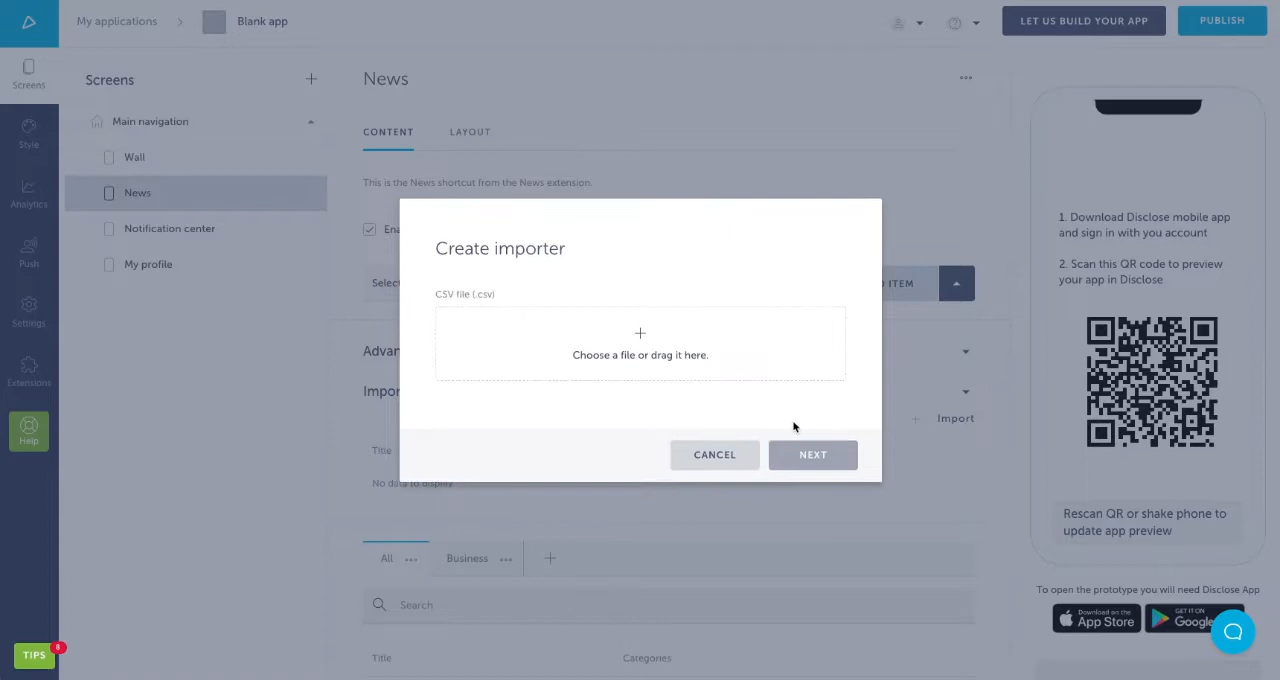 My applications
Blank app
LET US BUILD YOUR APP
PUBLISH
Screens
Style
Analytics
Push
Settings
Extensions
Help
TIPS
8
Screens
Main navigation
Wall
News
Notification center
My profile
News
CONTENT LAYOUT
This is the News shortcut from the News extension.
Create importer
CSV file (.csv)
Choose a file or drag it here.
CANCEL NEXT
ITEM
Import
Title
No data to display.
All ... Business ...
Search
Title Categories
1. Download Disclose mobile app
and sign in with you account
2. Scan this QR code to preview
your app in Disclose
Rescan QR or shake phone to
update app preview
To open the prototype you will need Disclose App
Download on the
App Store
GET IT ON
Google